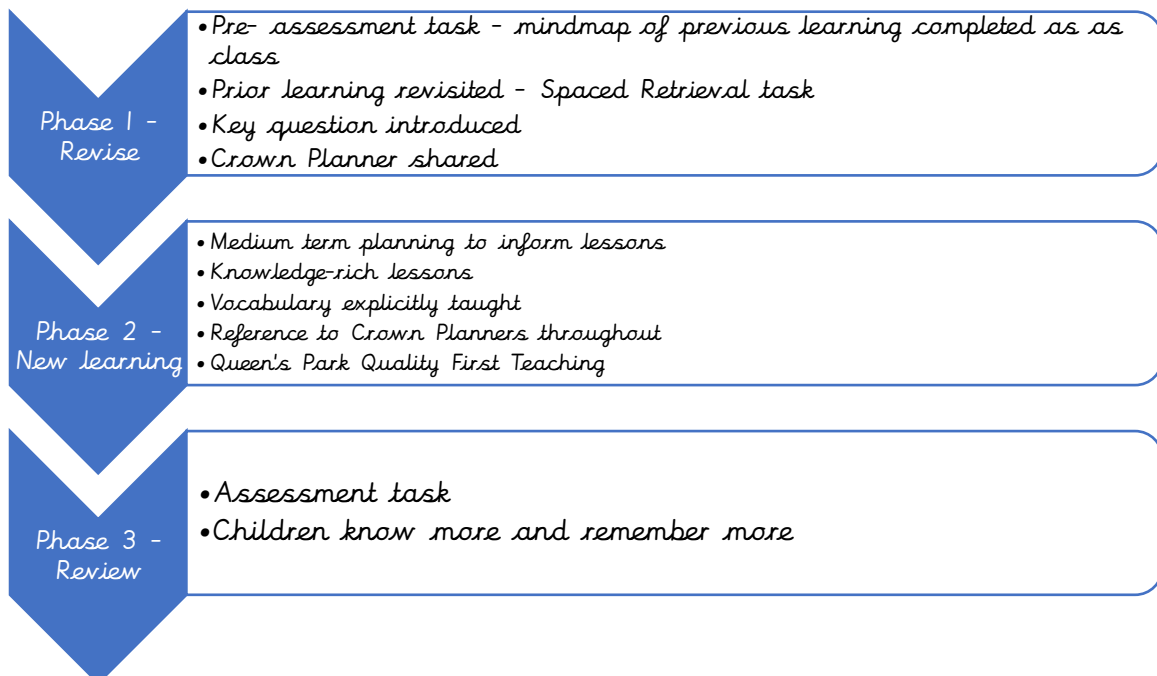 • Pre- assessment task - mindmap of previous learning completed as as
class
• Prior learning revisited - Spaced Retrieval task
• Key question introduced
• Crown Planner shared
Phase 1 -
Revise
• Medium term planning to inform lessons
• Knowledge-rich lessons
• Vocabulary explicitly taught
• Reference to Crown Planners throughout
• Queen's Park Quality First Teaching
Phase 2 -
New learning
• Assessment task
• Children know more and remember more
Phase 3 -
Review